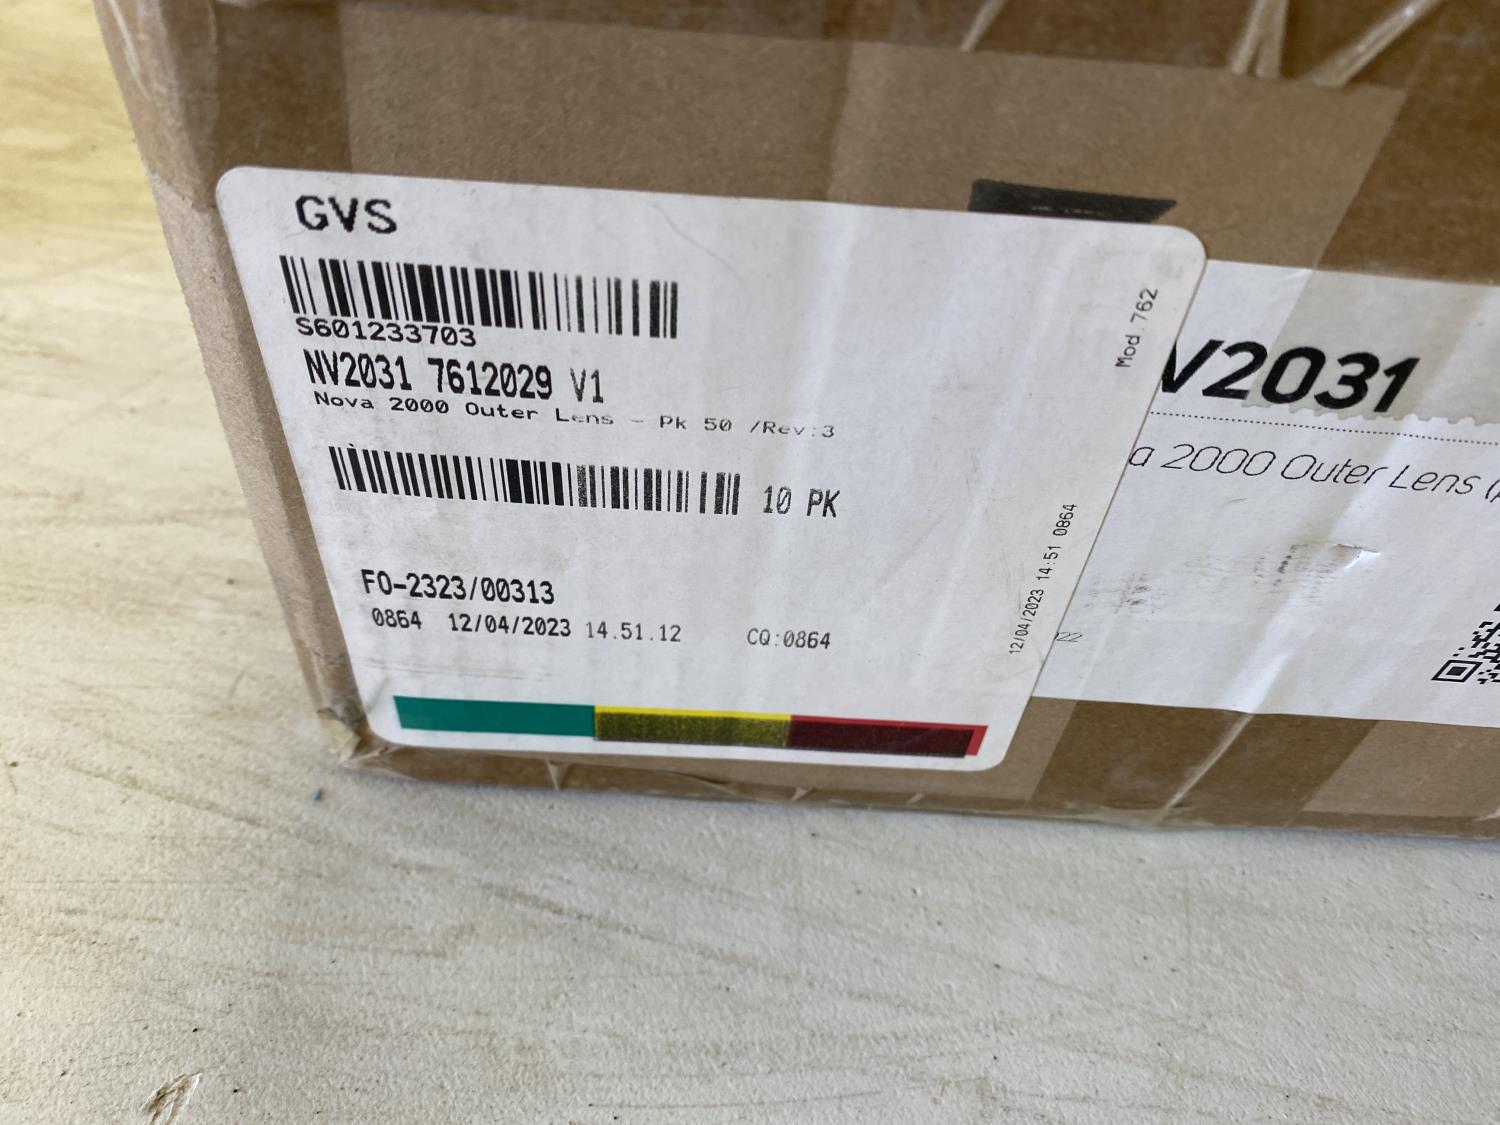 GVS
S601233703
NV2031 7612029 V1
Nova 2000 Outer Lens - Pk 50 /Rev:3
10 PK
FO-2323/00313
0864 12/04/2023 14.51.12 CQ:0864
Mod.762
12/04/2023 14:51 0864
V2031
a 2000 Outer Lens (
22